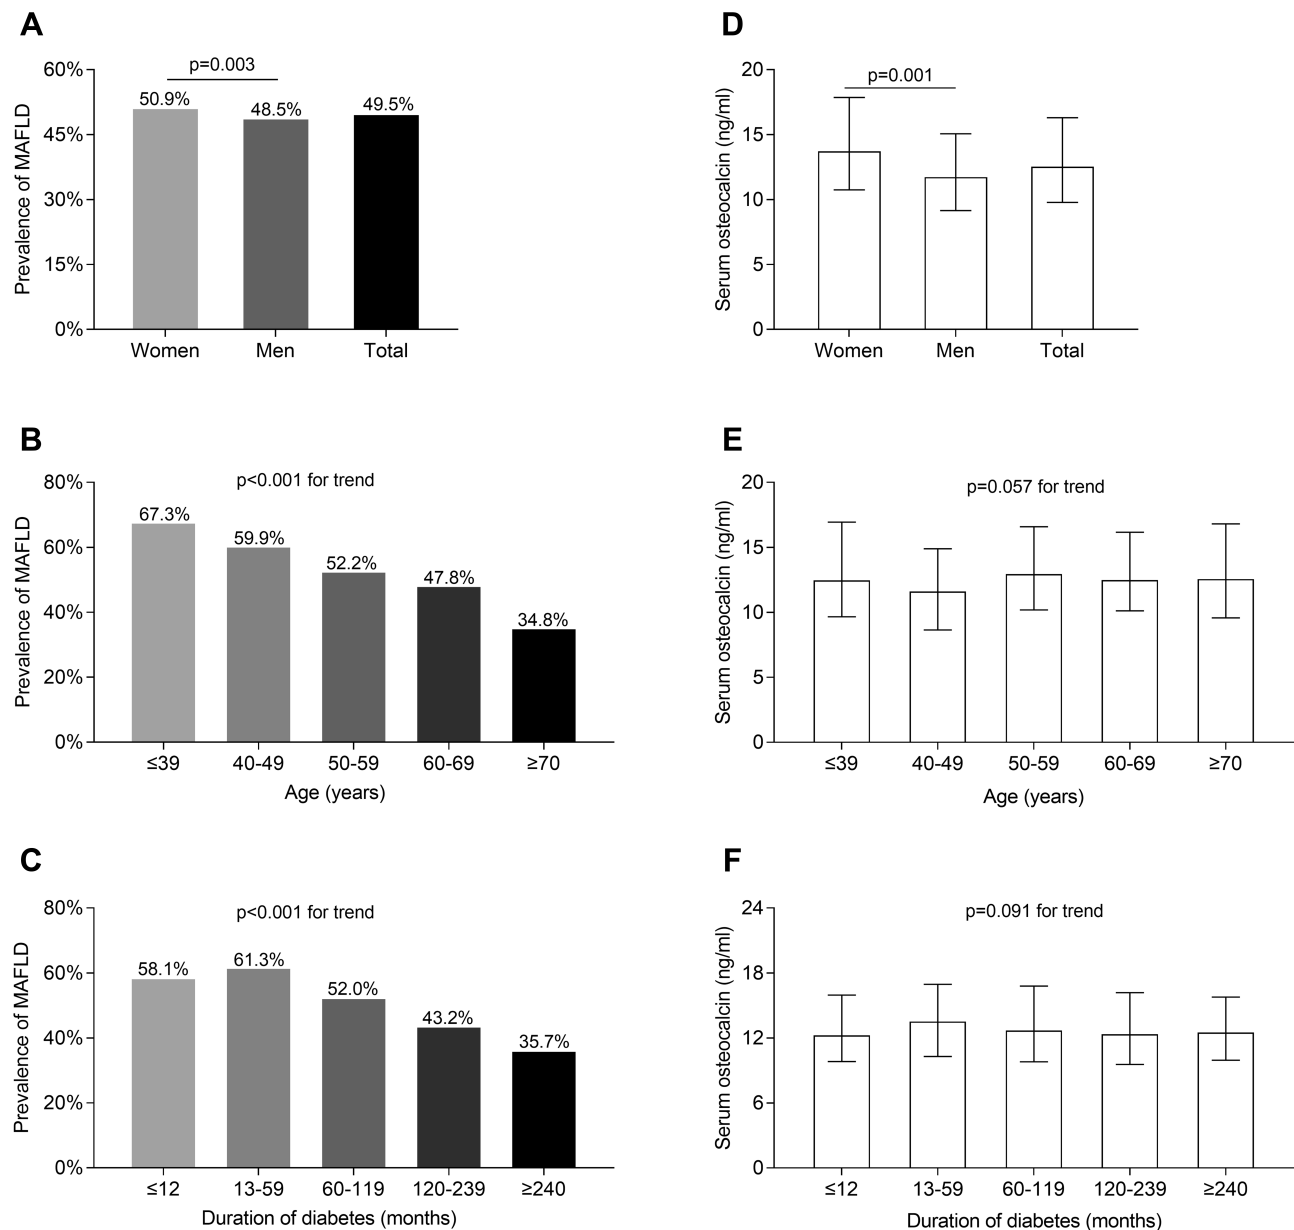 A
60%
45%
30%
15%
0%
Prevalence of MAFLD
p=0.003
50.9%
48.5%
49.5%
Women Men Total
D
20
15
10
5
0
Serum osteocalcin (ng/ml)
p=0.001
Women Men Total
B
80%
60%
40%
20%
0%
Prevalence of MAFLD
p<0.001 for trend
67.3%
59.9%
52.2%
47.8%
34.8%
≤39 40-49 50-59 60-69 ≥70
Age (years)
E
20
15
10
5
0
Serum osteocalcin (ng/ml)
p=0.057 for trend
≤39 40-49 50-59 60-69 ≥70
Age (years)
C
80%
60%
40%
20%
0%
Prevalence of MAFLD
p<0.001 for trend
58.1%
61.3%
52.0%
43.2%
35.7%
≤12 13-59 60-119 120-239 ≥240
Duration of diabetes (months)
F
24
18
12
6
0
Serum osteocalcin (ng/ml)
p=0.091 for trend
≤12 13-59 60-119 120-239 ≥240
Duration of diabetes (months)